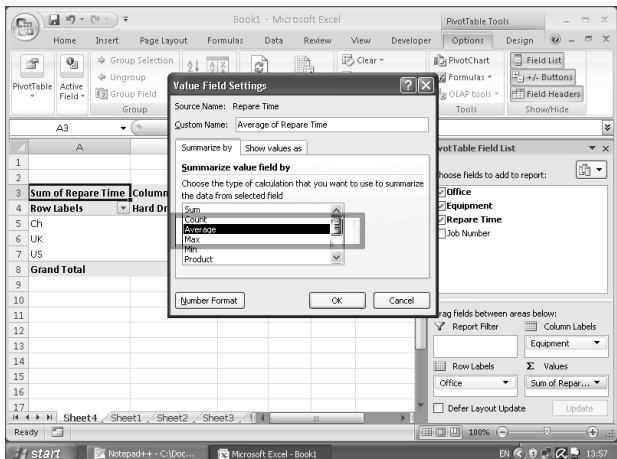 Book1 - Microsoft Excel
PivotTable Tools
Home Insert Page Layout Formulas Data Review View Developer Options Design
PivotTable
Active Field
Group Selection
Ungroup
Group Field
Group
Clear
PivotChart
Formulas
OLAP tools
Tools
Field List
+/- Buttons
Field Headers
Show/Hide
A3
Value Field Settings
Source Name: Repare Time
Custom Name: Average of Repare Time
Summarize by Show values as
Summarize value field by
Choose the type of calculation that you want to use to summarize
the data from selected field
Sum
Count
Average
Max
Min
Product
Number Format OK Cancel
A
1
2
3 Sum of Repare Time Column
4 Row Labels Hard Dr
5 Ch
6 UK
7 US
8 Grand Total
9
10
11
12
13
14
15
16
17
votTable Field List
hoose fields to add to report:
Office
Equipment
Repare Time
Job Number
rag fields between areas below:
Report Filter Column Labels
Equipment
Row Labels Σ Values
Office Sum of Repar...
Defer Layout Update Update
Sheet4 Sheet1 Sheet2 Sheet3
Ready 100%
start Notepad++ - C:\Doc... Microsoft Excel - Book1 EN 13:57